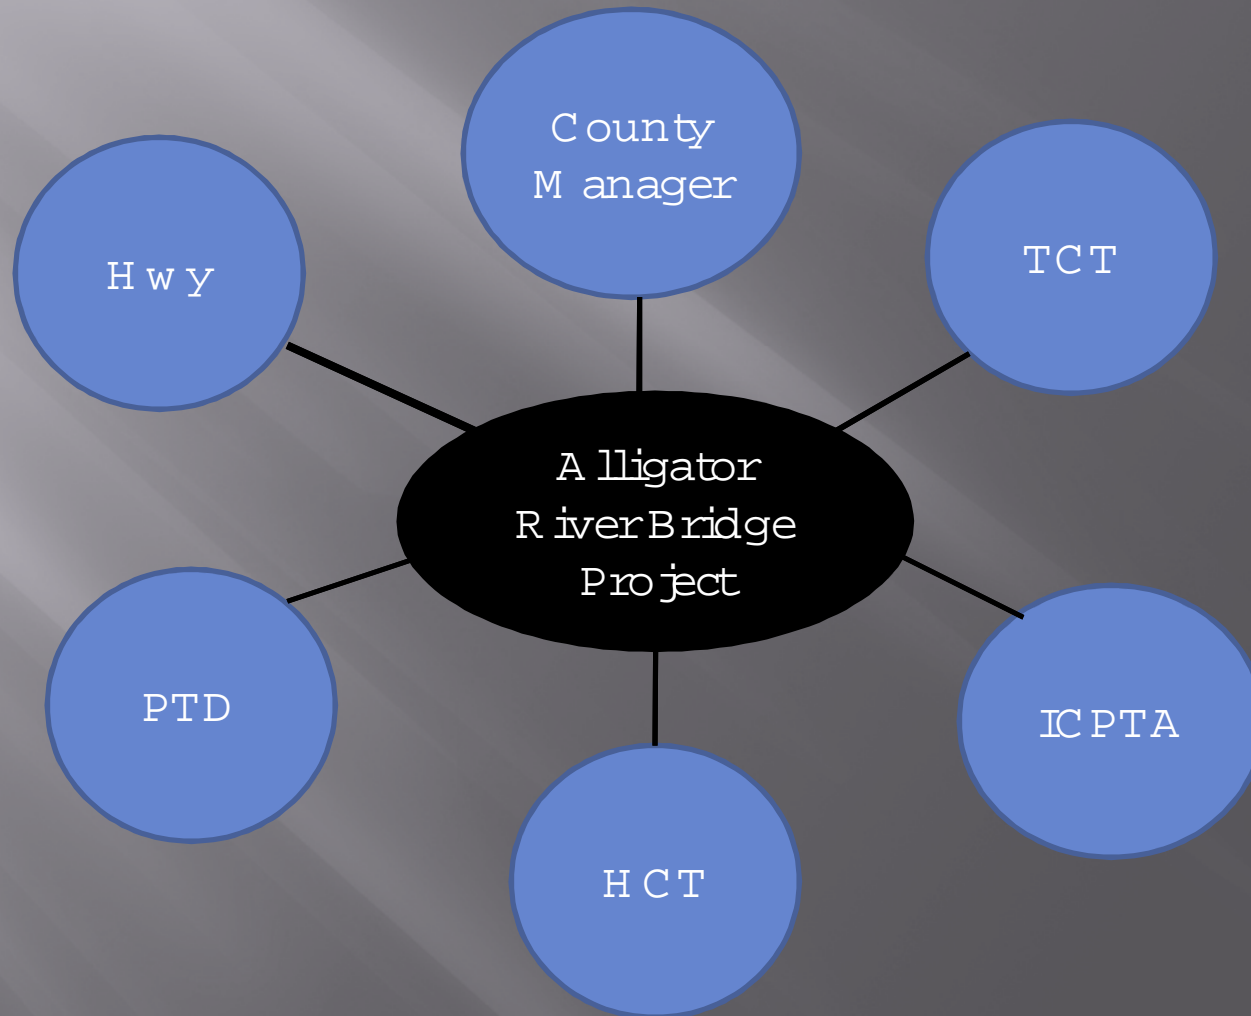 County
Manager
Hwy
TCT
Alligator
River Bridge
Project
PTD
ICPTA
HCT